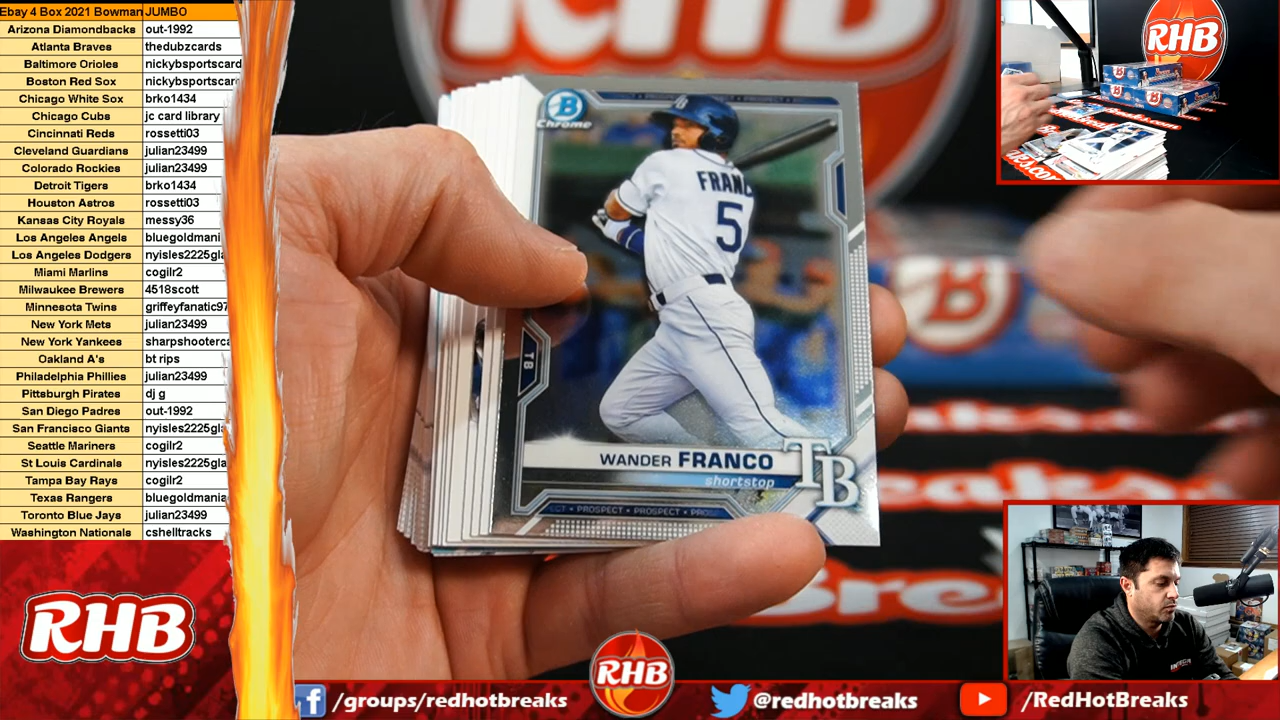 Ebay 4 Box 2021 Bowman JUMBO
Arizona Diamondbacks out-1992
Atlanta Braves thedubzcards
Baltimore Orioles nickybsportscard
Boston Red Sox nickybsportscar
Chicago White Sox brko1434
Chicago Cubs jc card library
Cincinnati Reds rossetti03
Cleveland Guardians julian23499
Colorado Rockies julian23499
Detroit Tigers brko1434
Houston Astros rossetti03
Kansas City Royals messy36
Los Angeles Angels bluegoldmani
Los Angeles Dodgers nyisles2225gla
Miami Marlins cogilr2
Milwaukee Brewers 4518scott
Minnesota Twins griffeyfanatic97
New York Mets julian23499
New York Yankees sharpshooterca
Oakland A's bt rips
Philadelphia Phillies julian23499
Pittsburgh Pirates dj g
San Diego Padres out-1992
San Francisco Giants nyisles2225gla
Seattle Mariners cogilr2
St Louis Cardinals nyisles2225gla
Tampa Bay Rays cogilr2
Texas Rangers bluegoldmania
Toronto Blue Jays julian23499
Washington Nationals cshelltracks
RHB
RHB
B
Chrome
FRANC
5
TB
WANDER FRANCO
shortstop
TB
PROSPECT • PROSPECT
B
RHB
RHB
/groups/redhotbreaks
@redhotbreaks
/RedHotBreaks